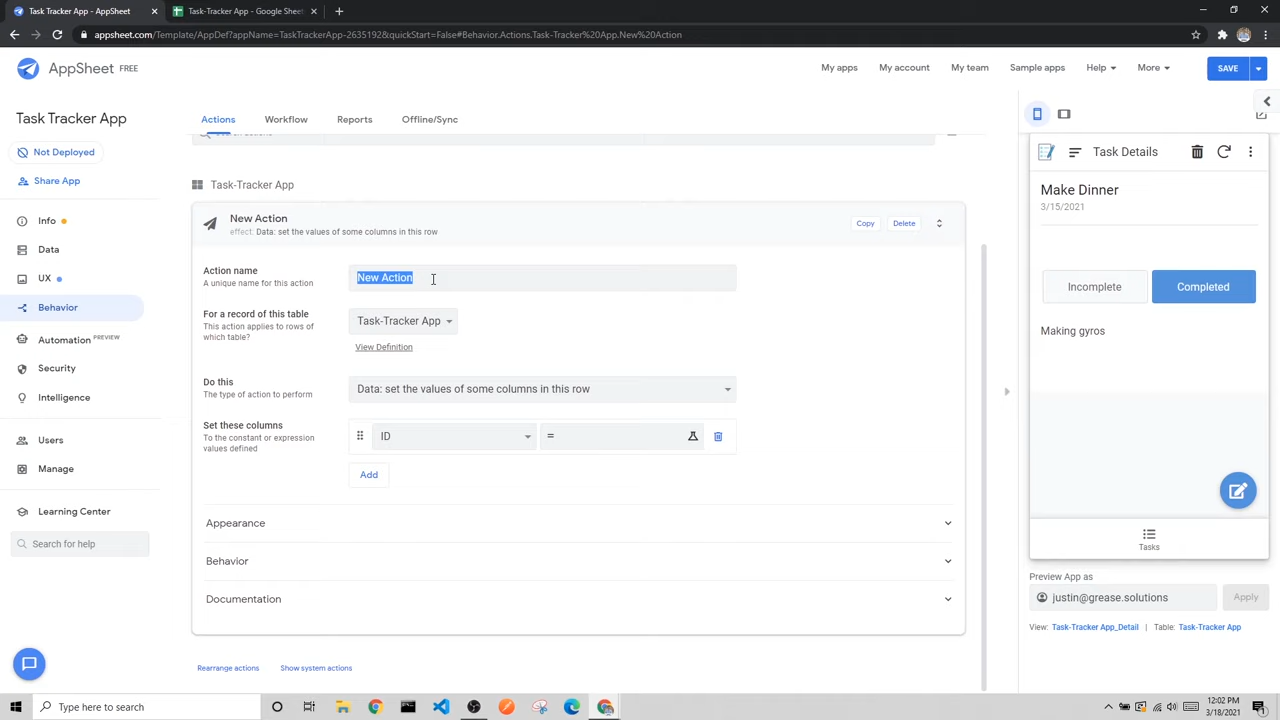 Task Tracker App - AppSheet
Task-Tracker App - Google Sheet
appsheet.com/Template/AppDef?appName=TaskTrackerApp-2635192&quickStart=False#Behavior.Actions.Task-Tracker%20App.New%20Action
AppSheet FREE
My apps
My account
My team
Sample apps
Help
More
SAVE
Task Tracker App
Not Deployed
Share App
Info
Data
UX
Behavior
Automation PREVIEW
Security
Intelligence
Users
Manage
Learning Center
Search for help
Actions
Workflow
Reports
Offline/Sync
Search actions
Task-Tracker App
New Action
effect: Data: set the values of some columns in this row
Copy
Delete
Action name
A unique name for this action
New Action
For a record of this table
This action applies to rows of
which table?
Task-Tracker App
View Definition
Do this
The type of action to perform
Data: set the values of some columns in this row
Set these columns
To the constant or expression
values defined
ID
=
Add
Appearance
Behavior
Documentation
Rearrange actions
Show system actions
Task Details
Make Dinner
3/15/2021
Incomplete
Completed
Making gyros
Tasks
Preview App as
justin@grease.solutions
Apply
View: Task-Tracker App_Detail | Table: Task-Tracker App
Type here to search
12:02 PM
3/18/2021